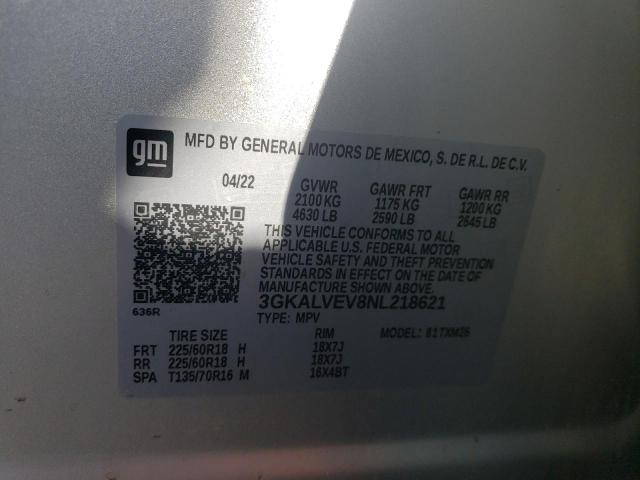 gm
MFD BY GENERAL MOTORS DE MEXICO, S. DE R.L. DE C.V.
04/22 GVWR GAWR FRT GAWR RR
2100 KG 1175 KG 1200 KG
4630 LB 2590 LB 2645 LB
THIS VEHICLE CONFORMS TO ALL
APPLICABLE U.S. FEDERAL MOTOR
VEHICLE SAFETY AND THEFT PREVENTION
STANDARDS IN EFFECT ON THE DATE OF
MANUFACTURE SHOWN ABOVE.
3GKALVEV8NL218621
636R
TYPE: MPV MODEL: 81TXM26
TIRE SIZE RIM
FRT 225/60R18 H 18X7J
RR 225/60R18 H 18X7J
SPA T135/70R16 M 16X4BT